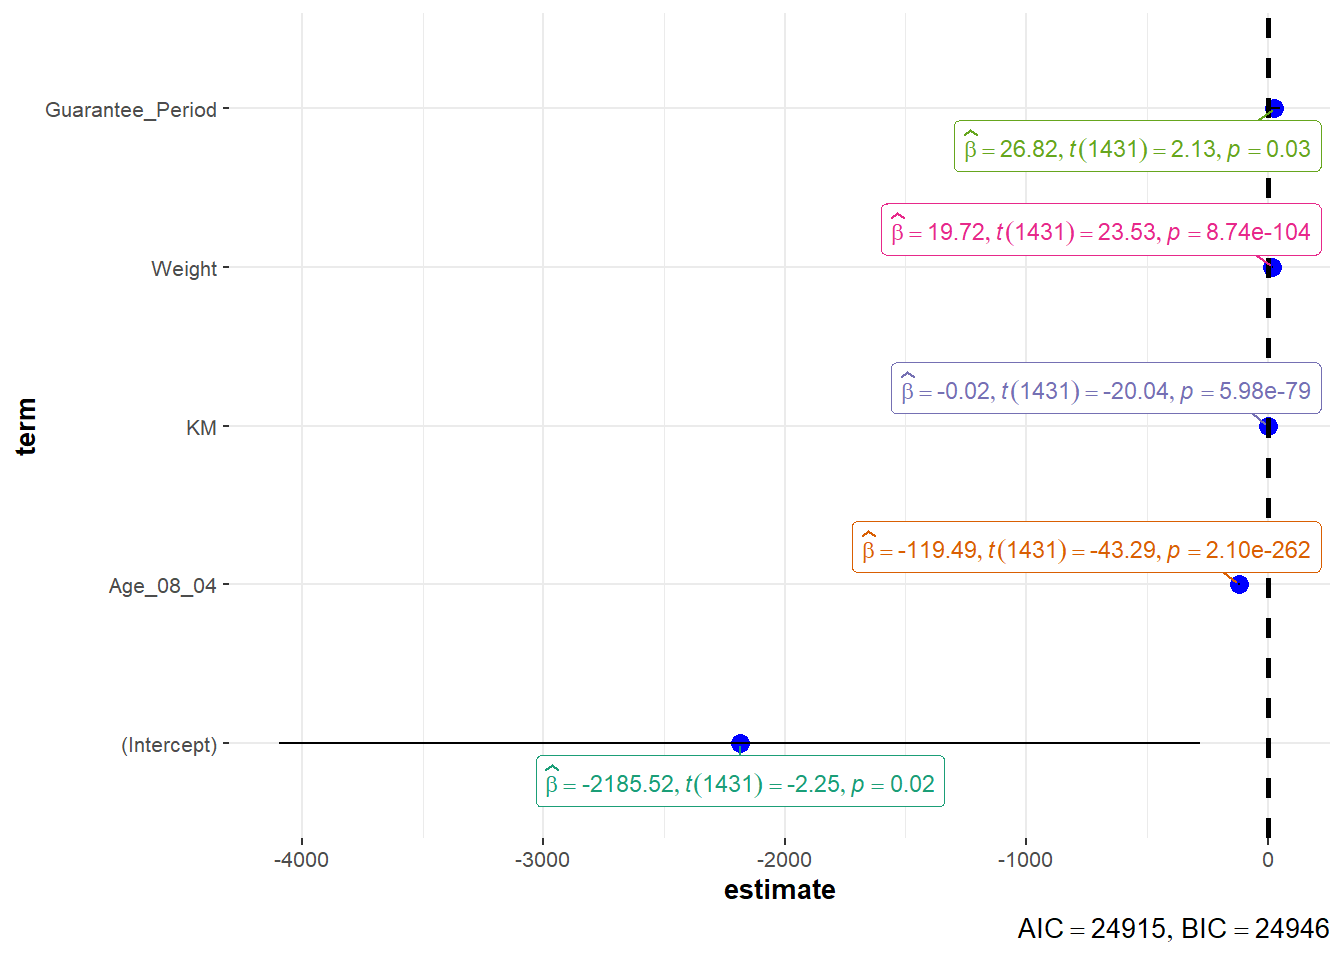 Guarantee_Period
β̂ = 26.82, t(1431) = 2.13, p = 0.03
β̂ = 19.72, t(1431) = 23.53, p = 8.74e-104
Weight
β̂ = -0.02, t(1431) = -20.04, p = 5.98e-79
KM
term
β̂ = -119.49, t(1431) = -43.29, p = 2.10e-262
Age_08_04
(Intercept)
β̂ = -2185.52, t(1431) = -2.25, p = 0.02
-4000 -3000 -2000 -1000 0
estimate
AIC = 24915, BIC = 24946